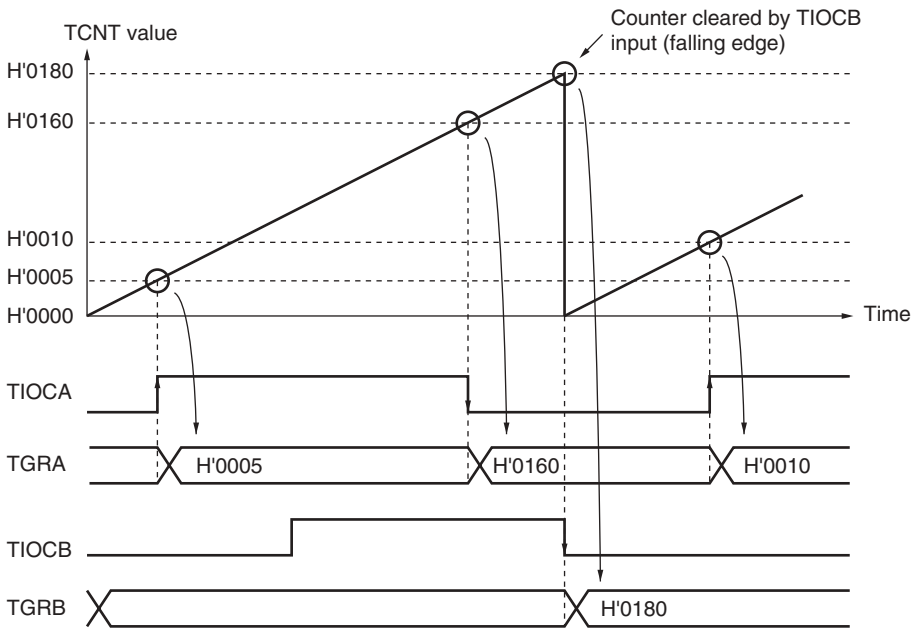 Counter cleared by TIOCB
input (falling edge)
TCNT value
H'0180
H'0160
H'0010
H'0005
H'0000
Time
TIOCA
TGRA
H'0005
H'0160
H'0010
TIOCB
TGRB
H'0180